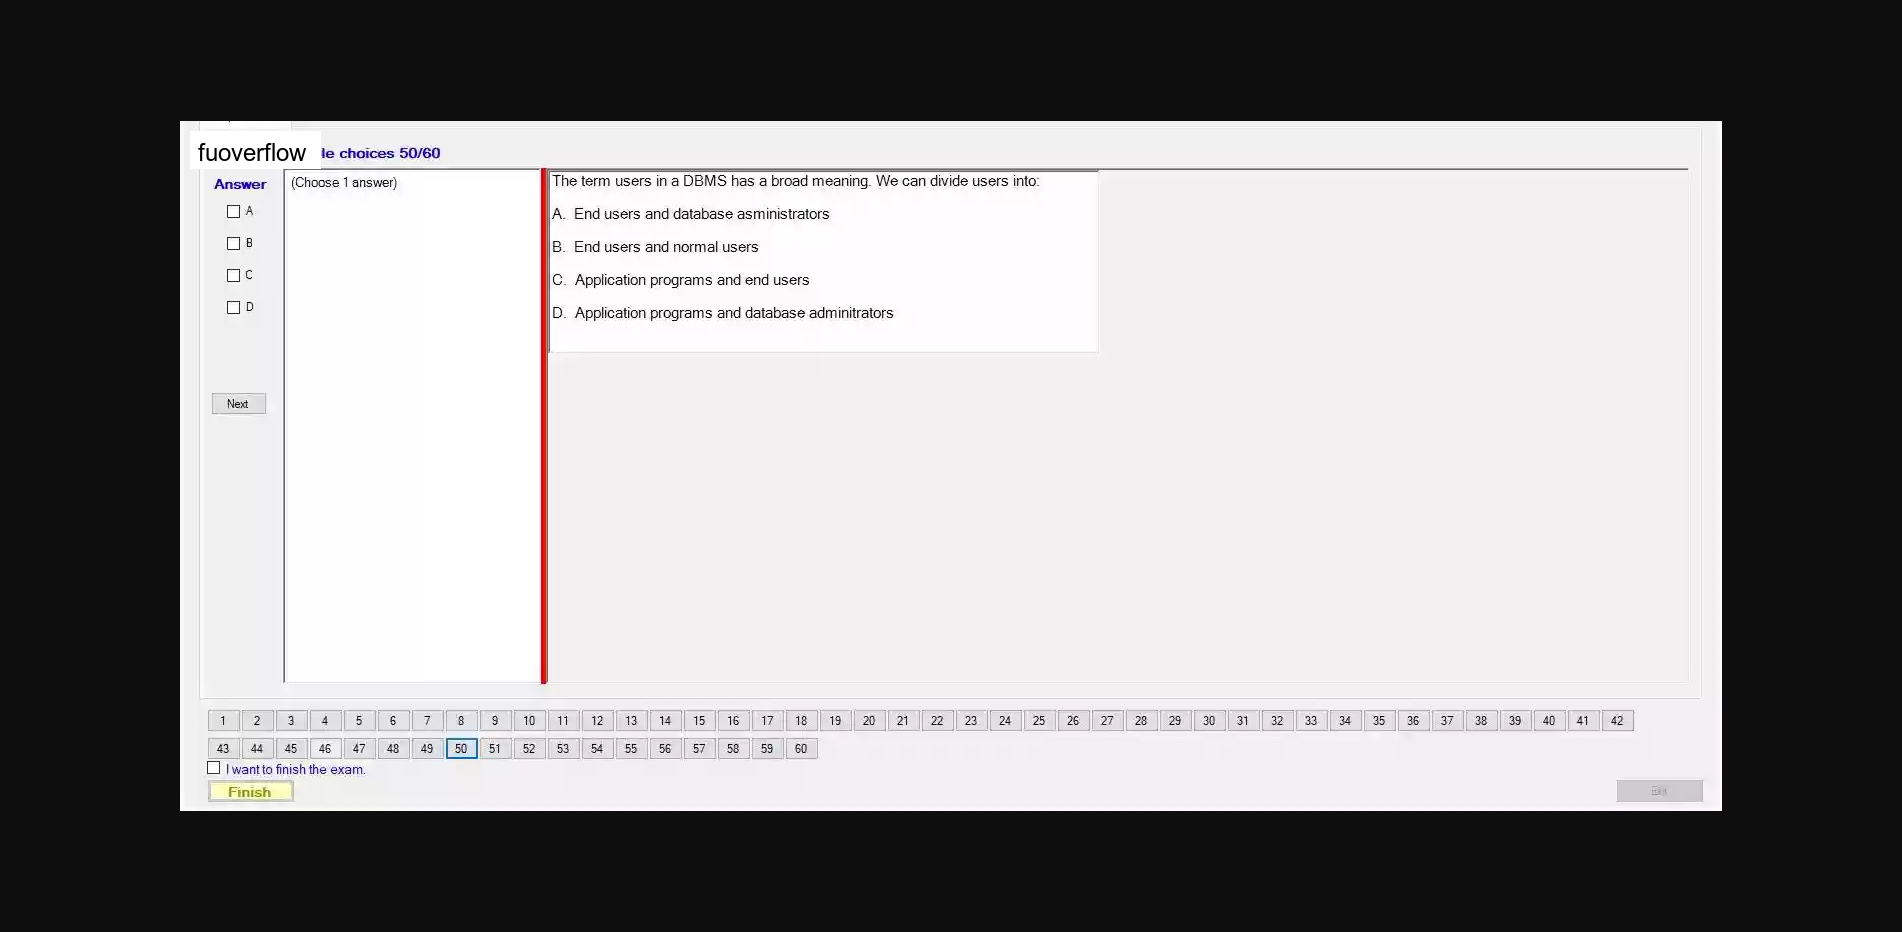 fuoverflow
le choices 50/60
Answer
(Choose 1 answer)
A
B
C
D
Next
The term users in a DBMS has a broad meaning. We can divide users into:
A. End users and database asministrators
B. End users and normal users
C. Application programs and end users
D. Application programs and database adminitrators
1 2 3 4 5 6 7 8 9 10 11 12 13 14 15 16 17 18 19 20 21 22 23 24 25 26 27 28 29 30 31 32 33 34 35 36 37 38 39 40 41 42
43 44 45 46 47 48 49 50 51 52 53 54 55 56 57 58 59 60
I want to finish the exam.
Finish
Exit